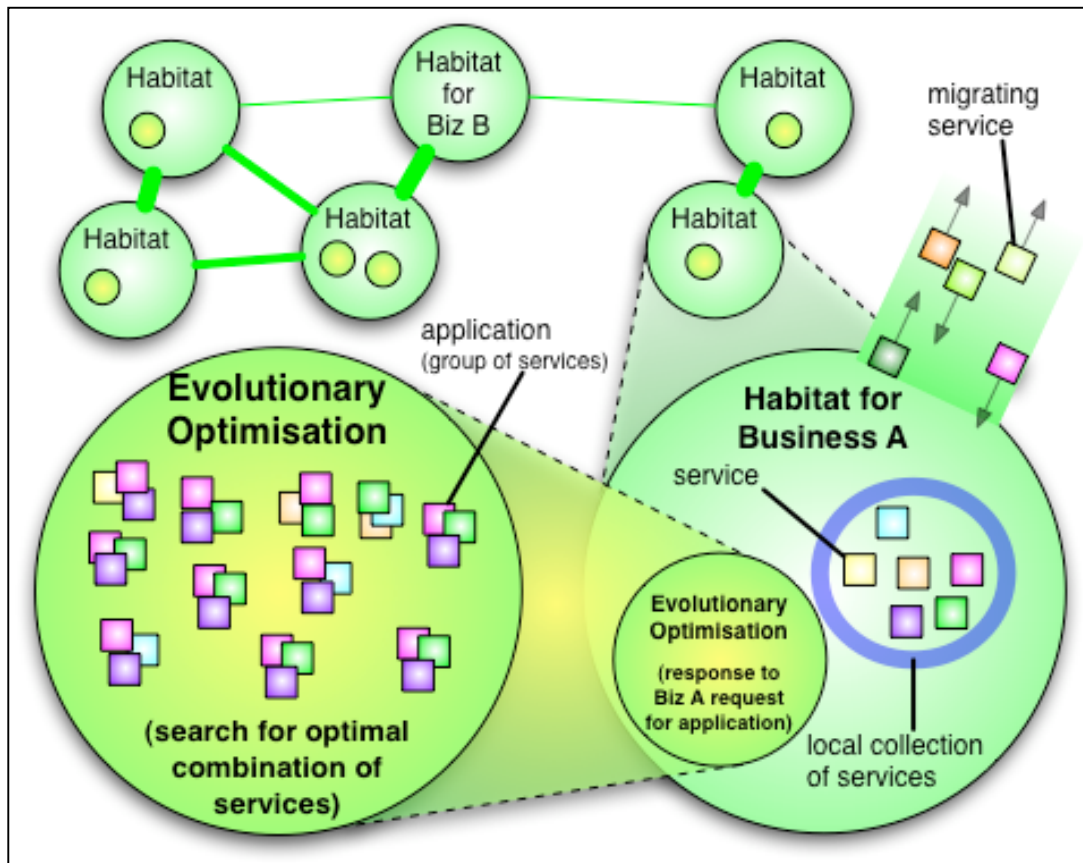 Habitat
Habitat
for
Biz B
Habitat
migrating
service
Habitat
Habitat
Habitat
application
(group of services)
Evolutionary
Optimisation
Habitat for
Business A
service
Evolutionary
Optimisation
(response to
Biz A request
for application)
(search for optimal
combination of
services)
local collection
of services